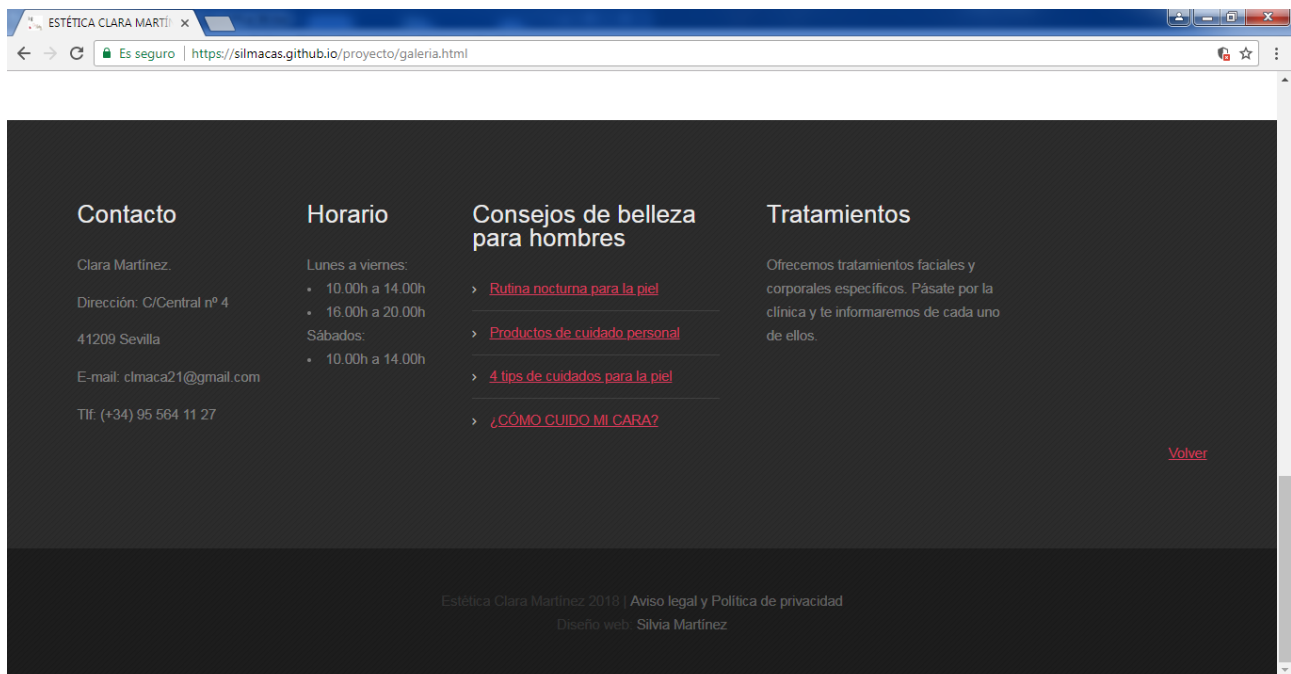 ESTÉTICA CLARA MARTÍN
Es seguro | https://silmacas.github.io/proyecto/galeria.html
Contacto
Clara Martínez.
Dirección: C/Central nº 4
41209 Sevilla
E-mail: clmaca21@gmail.com
Tlf: (+34) 95 564 11 27
Horario
Lunes a viernes:
10.00h a 14.00h
16.00h a 20.00h
Sábados:
10.00h a 14.00h
Consejos de belleza
para hombres
Rutina nocturna para la piel
Productos de cuidado personal
4 tips de cuidados para la piel
¿CÓMO CUIDO MI CARA?
Tratamientos
Ofrecemos tratamientos faciales y
corporales específicos. Pásate por la
clínica y te informaremos de cada uno
de ellos.
Volver
Estética Clara Martínez 2018 | Aviso legal y Política de privacidad
Diseño web: Silvia Martínez